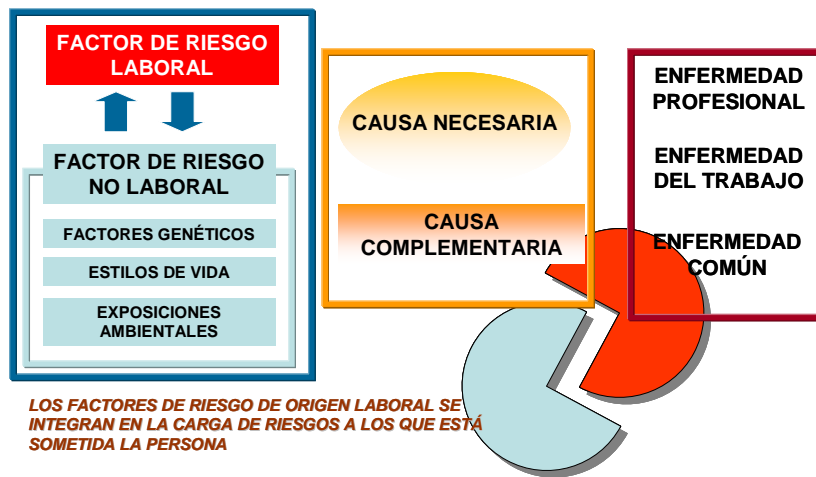 FACTOR DE RIESGO
LABORAL
FACTOR DE RIESGO
NO LABORAL
FACTORES GENÉTICOS
ESTILOS DE VIDA
EXPOSICIONES
AMBIENTALES
CAUSA NECESARIA
CAUSA
COMPLEMENTARIA
ENFERMEDAD
PROFESIONAL
ENFERMEDAD
DEL TRABAJO
ENFERMEDAD
COMÚN
LOS FACTORES DE RIESGO DE ORIGEN LABORAL SE
INTEGRAN EN LA CARGA DE RIESGOS A LOS QUE ESTÁ
SOMETIDA LA PERSONA